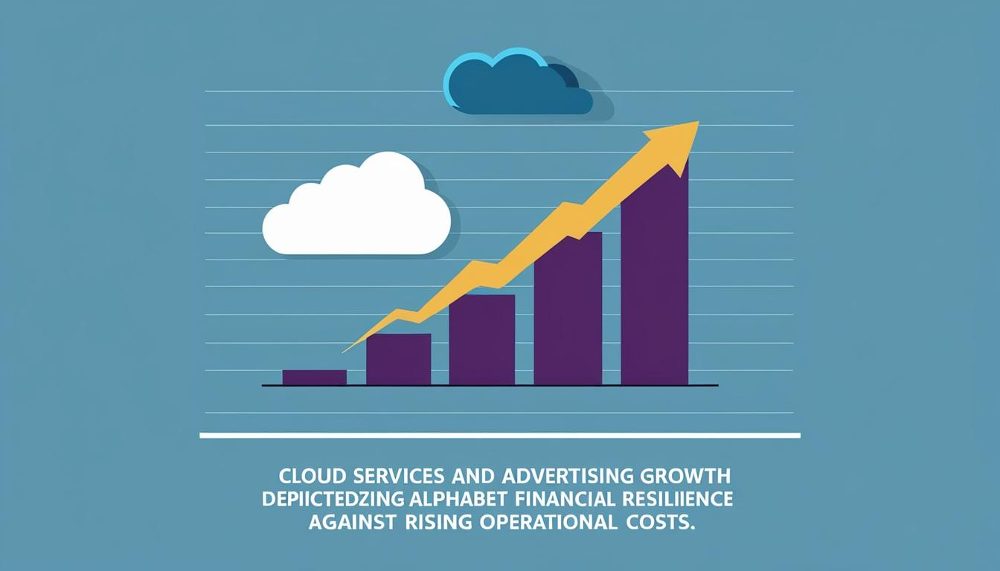 CLOUD SERVICES AND ADVERTISING GROWTH
DEPIICTEDZING ALPHABET FINANCIAL RESILIIENCE
AGAINST RISING OPERATIONAL COSTS.